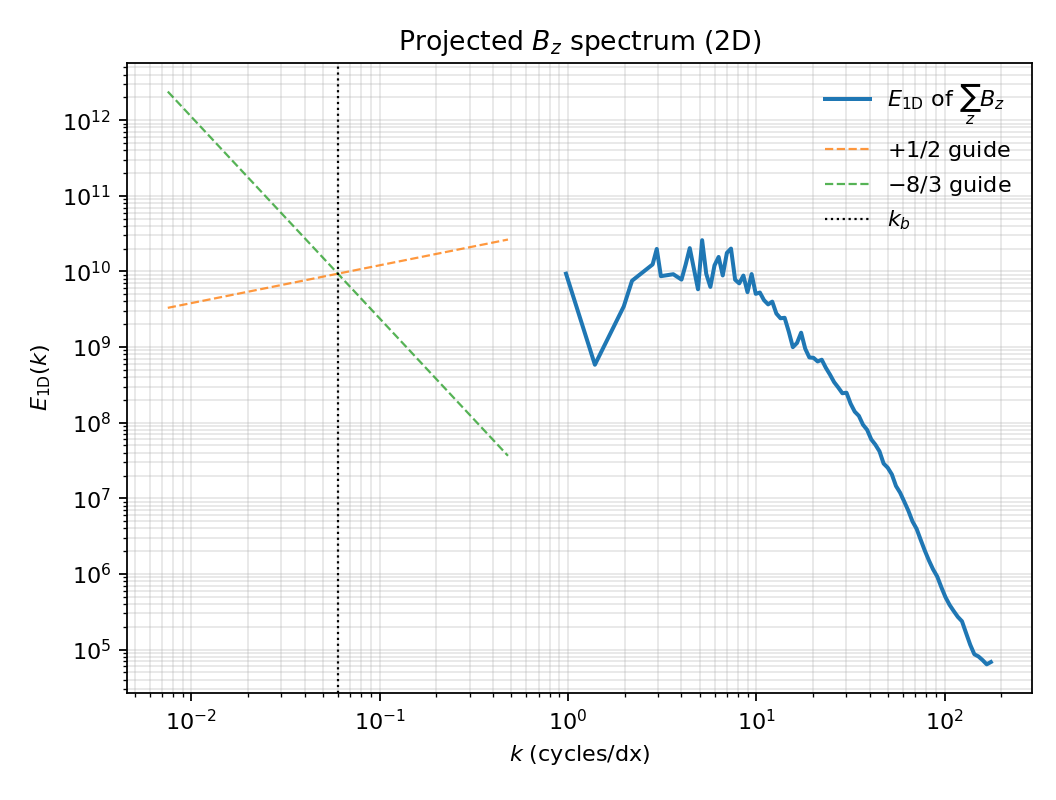 Projected $B_z$ spectrum (2D)
$E_{1D}$ of $\sum_z B_z$
+1/2 guide
−8/3 guide
$k_b$
$E_{1D}(k)$
$10^{12}$
$10^{11}$
$10^{10}$
$10^{9}$
$10^{8}$
$10^{7}$
$10^{6}$
$10^{5}$
$10^{-2}$ $10^{-1}$ $10^{0}$ $10^{1}$ $10^{2}$
$k$ (cycles/dx)